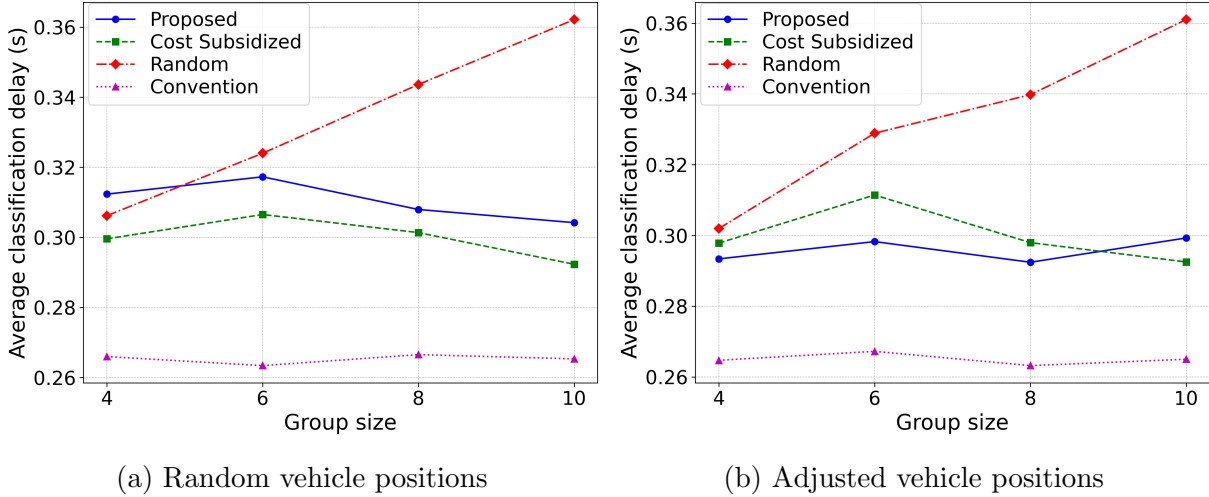 0.36
0.34
0.32
0.30
0.28
0.26
Average classification delay (s)
Proposed
Cost Subsidized
Random
Convention
4 6 8 10
Group size
(a) Random vehicle positions
0.36
0.34
0.32
0.30
0.28
0.26
Average classification delay (s)
Proposed
Cost Subsidized
Random
Convention
4 6 8 10
Group size
(b) Adjusted vehicle positions